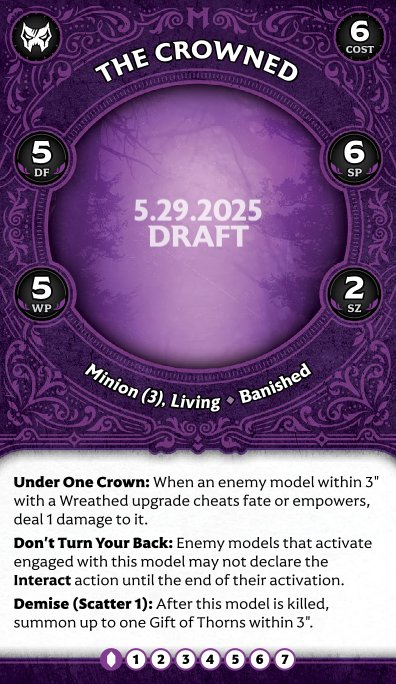 6
COST
THE CROWNED
5
DF
6
SP
5.29.2025
DRAFT
5
WP
2
SZ
Minion (3), Living ◆ Banished
Under One Crown: When an enemy model within 3"
with a Wreathed upgrade cheats fate or empowers,
deal 1 damage to it.
Don't Turn Your Back: Enemy models that activate
engaged with this model may not declare the
Interact action until the end of their activation.
Demise (Scatter 1): After this model is killed,
summon up to one Gift of Thorns within 3".
1 2 3 4 5 6 7